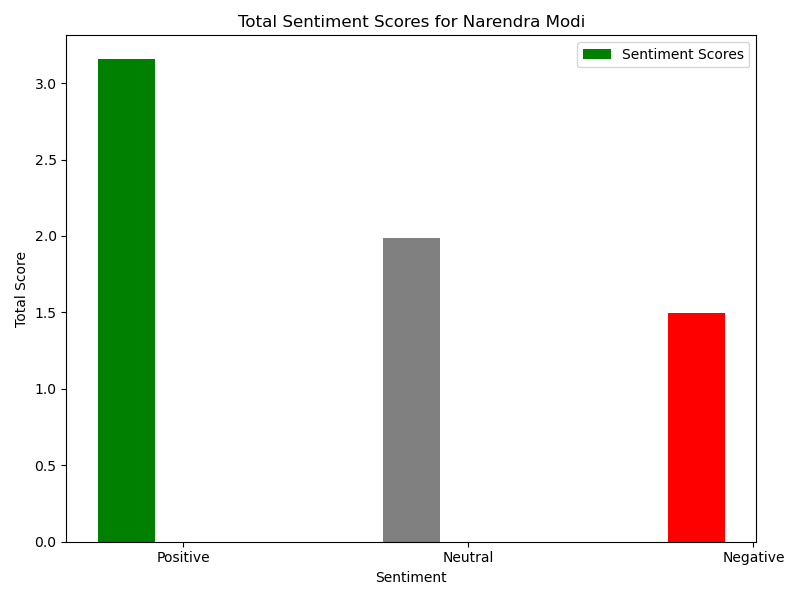 Total Sentiment Scores for Narendra Modi
Sentiment Scores
3.0
2.5
2.0
1.5
1.0
0.5
0.0
Total Score
Positive
Neutral
Negative
Sentiment